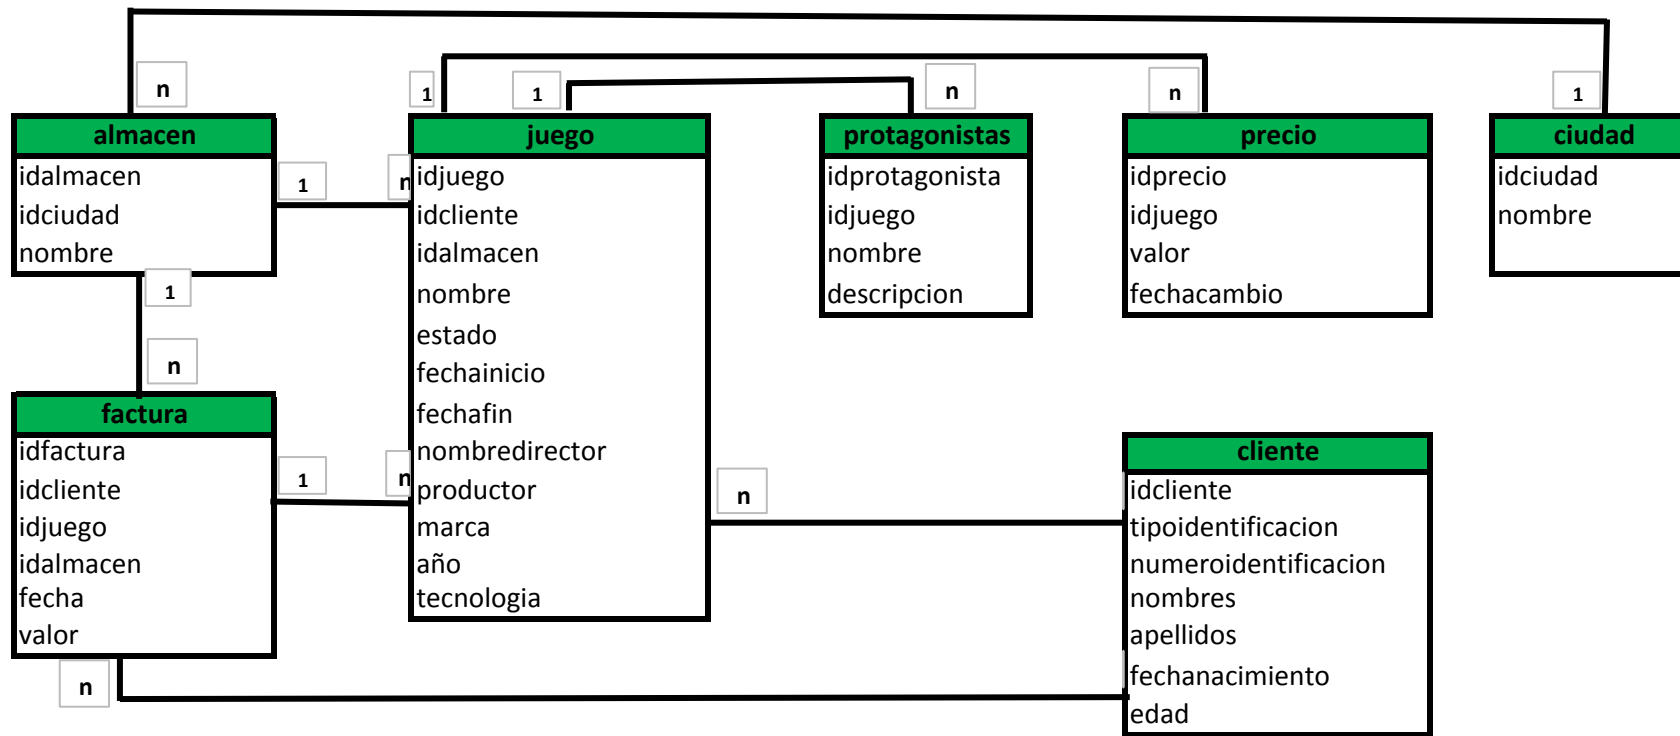 n
1
1
n
n
1
almacen
idalmacen
idciudad
nombre
1
n
juego
idjuego
idcliente
idalmacen
nombre
estado
fechainicio
fechafin
nombredirector
productor
marca
año
tecnologia
protagonistas
idprotagonista
idjuego
nombre
descripcion
precio
idprecio
idjuego
valor
fechacambio
ciudad
idciudad
nombre
1
n
factura
idfactura
idcliente
idjuego
idalmacen
fecha
valor
1
n
n
n
cliente
idcliente
tipoidentificacion
numeroidentificacion
nombres
apellidos
fechanacimiento
edad